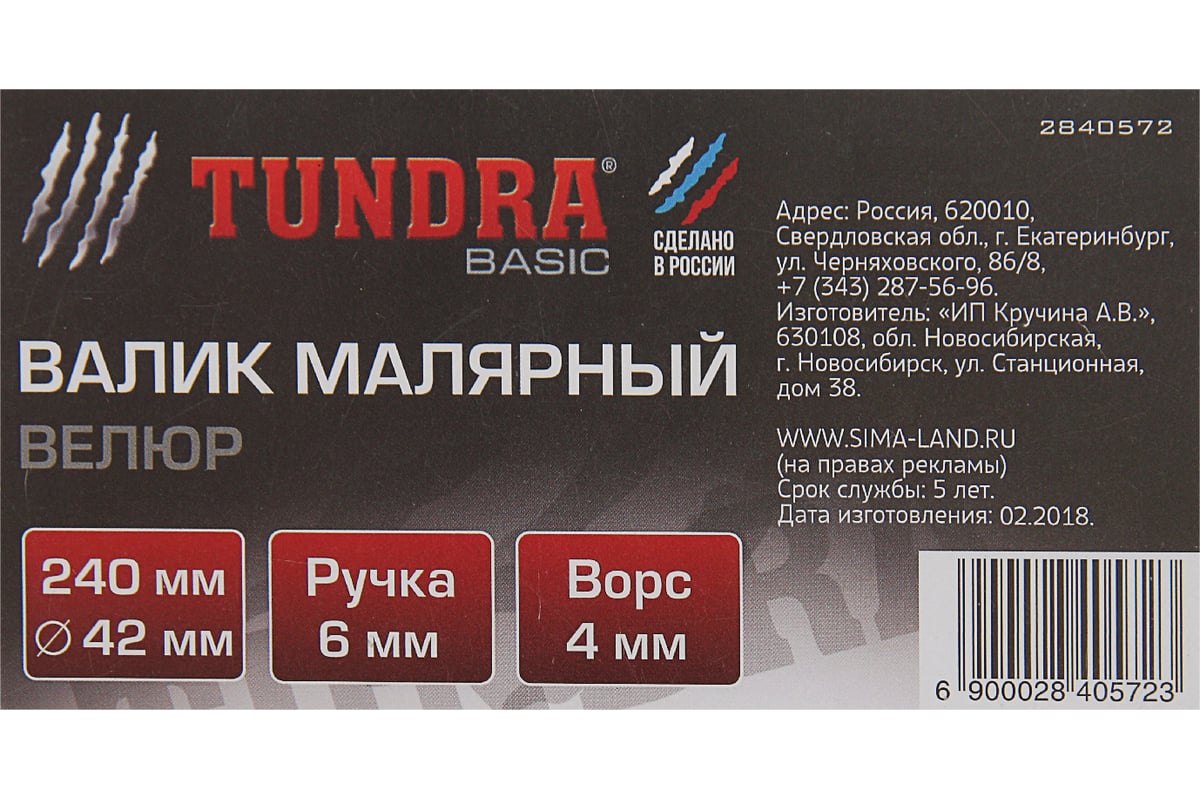 TUNDRA®
BASIC
СДЕЛАНО
В РОССИИ
ВАЛИК МАЛЯРНЫЙ
ВЕЛЮР
240 мм
Ø 42 мм
Ручка
6 мм
Ворс
4 мм
2840572
Адрес: Россия, 620010,
Свердловская обл., г. Екатеринбург,
ул. Черняховского, 86/8,
+7 (343) 287-56-96.
Изготовитель: «ИП Кручина А.В.»,
630108, обл. Новосибирская,
г. Новосибирск, ул. Станционная,
дом 38.
WWW.SIMA-LAND.RU
(на правах рекламы)
Срок службы: 5 лет.
Дата изготовления: 02.2018.
6 900028 405723